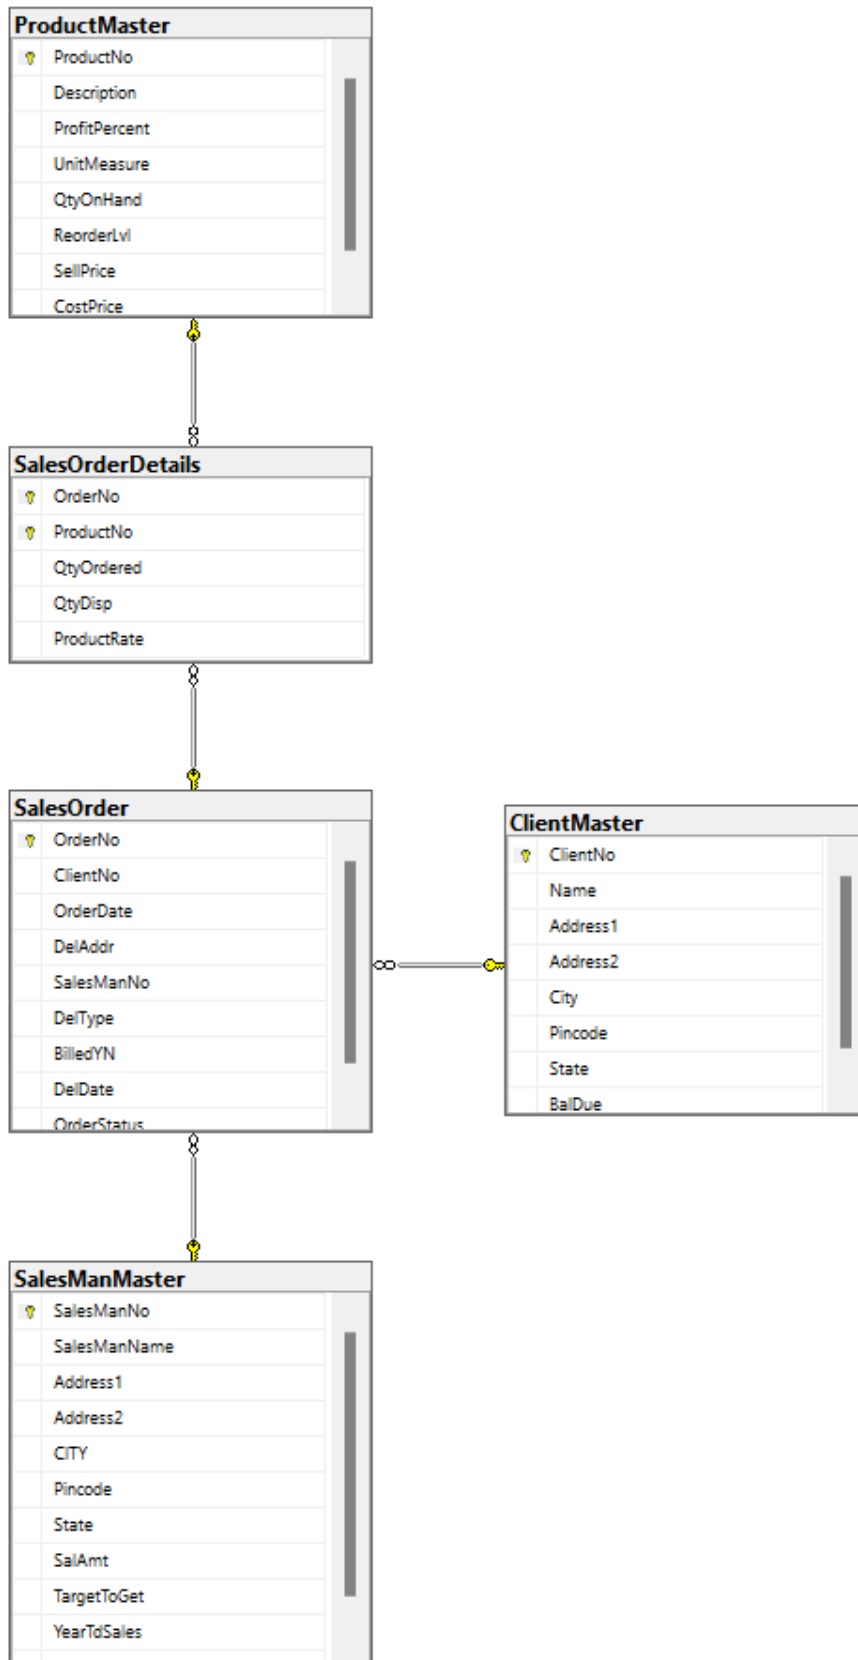 ProductMaster
ProductNo
Description
ProfitPercent
UnitMeasure
QtyOnHand
ReorderLvl
SellPrice
CostPrice
SalesOrderDetails
OrderNo
ProductNo
QtyOrdered
QtyDisp
ProductRate
SalesOrder
OrderNo
ClientNo
OrderDate
DelAddr
SalesManNo
DelType
BilledYN
DelDate
OrderStatus
ClientMaster
ClientNo
Name
Address1
Address2
City
Pincode
State
BalDue
SalesManMaster
SalesManNo
SalesManName
Address1
Address2
CITY
Pincode
State
SalAmt
TargetToGet
YearTdSales